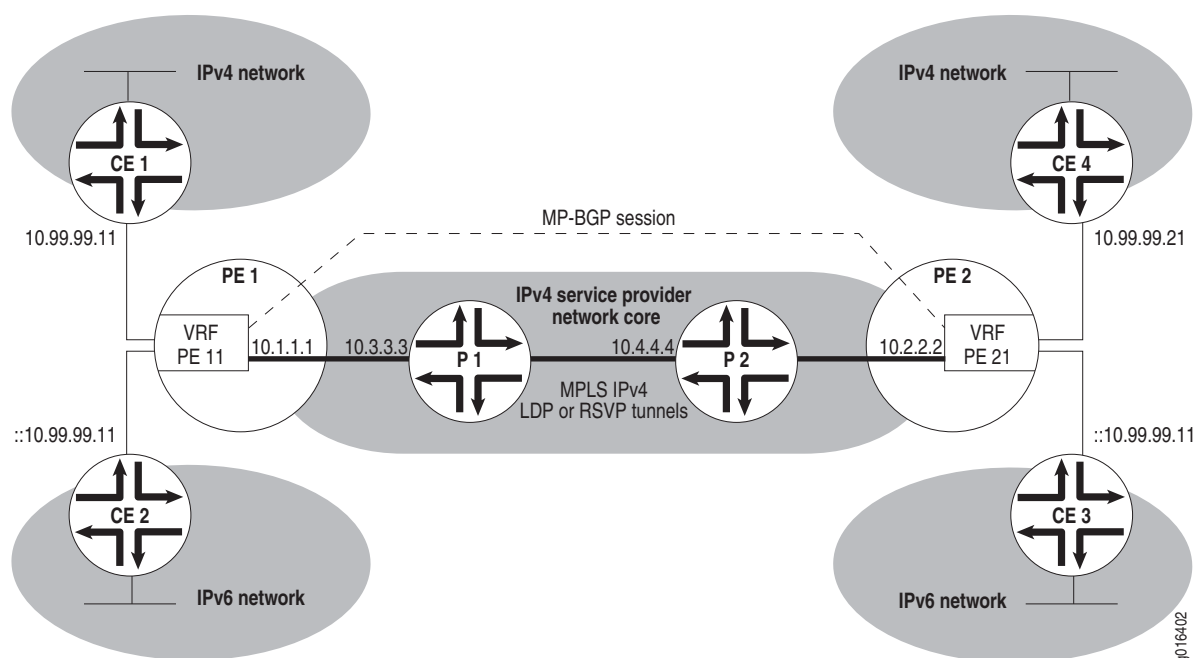 IPv4 network
IPv4 network
CE 1
CE 4
MP-BGP session
10.99.99.11
10.99.99.21
PE 1
PE 2
IPv4 service provider
network core
VRF
PE 11
10.1.1.1
10.3.3.3
P 1
10.4.4.4
P 2
10.2.2.2
VRF
PE 21
MPLS IPv4
LDP or RSVP tunnels
::10.99.99.11
::10.99.99.11
CE 2
CE 3
IPv6 network
IPv6 network
g016402